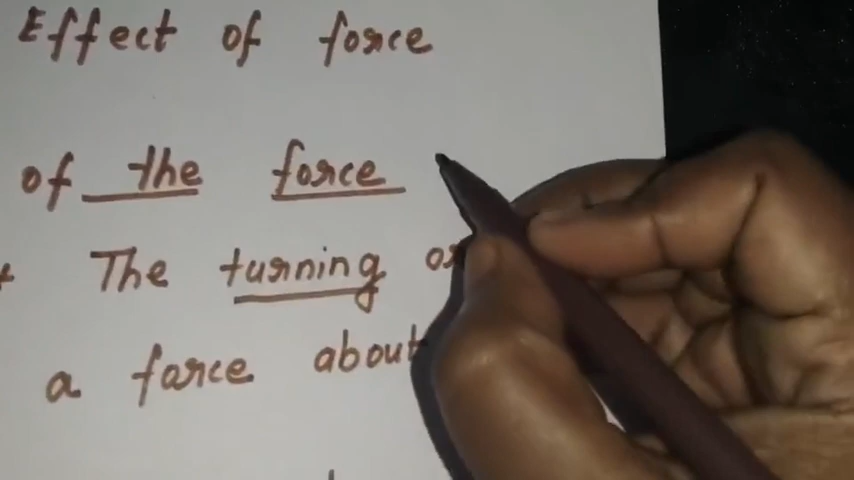 Effect of force
of the force
The turning
a force about